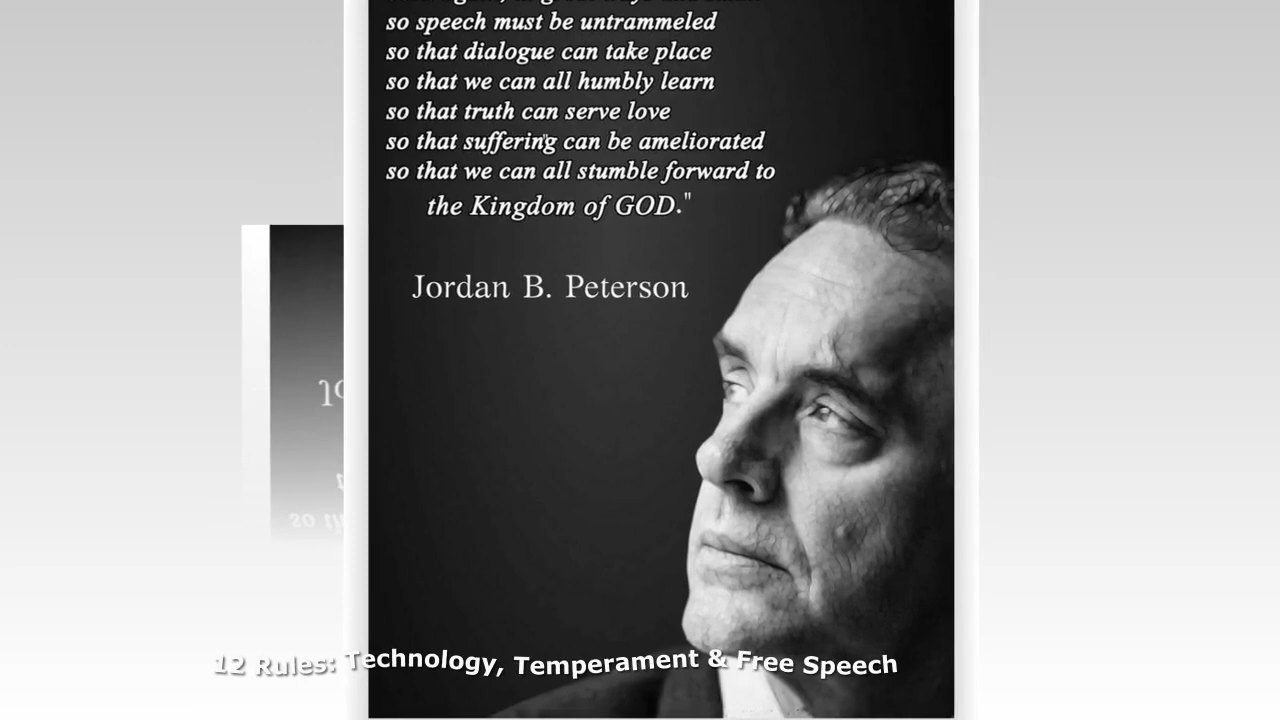 so speech must be untrammeled
so that dialogue can take place
so that we can all humbly learn
so that truth can serve love
so that suffering can be ameliorated
so that we can all stumble forward to
the Kingdom of GOD."
Jordan B. Peterson
12 Rules: Technology, Temperament & Free Speech